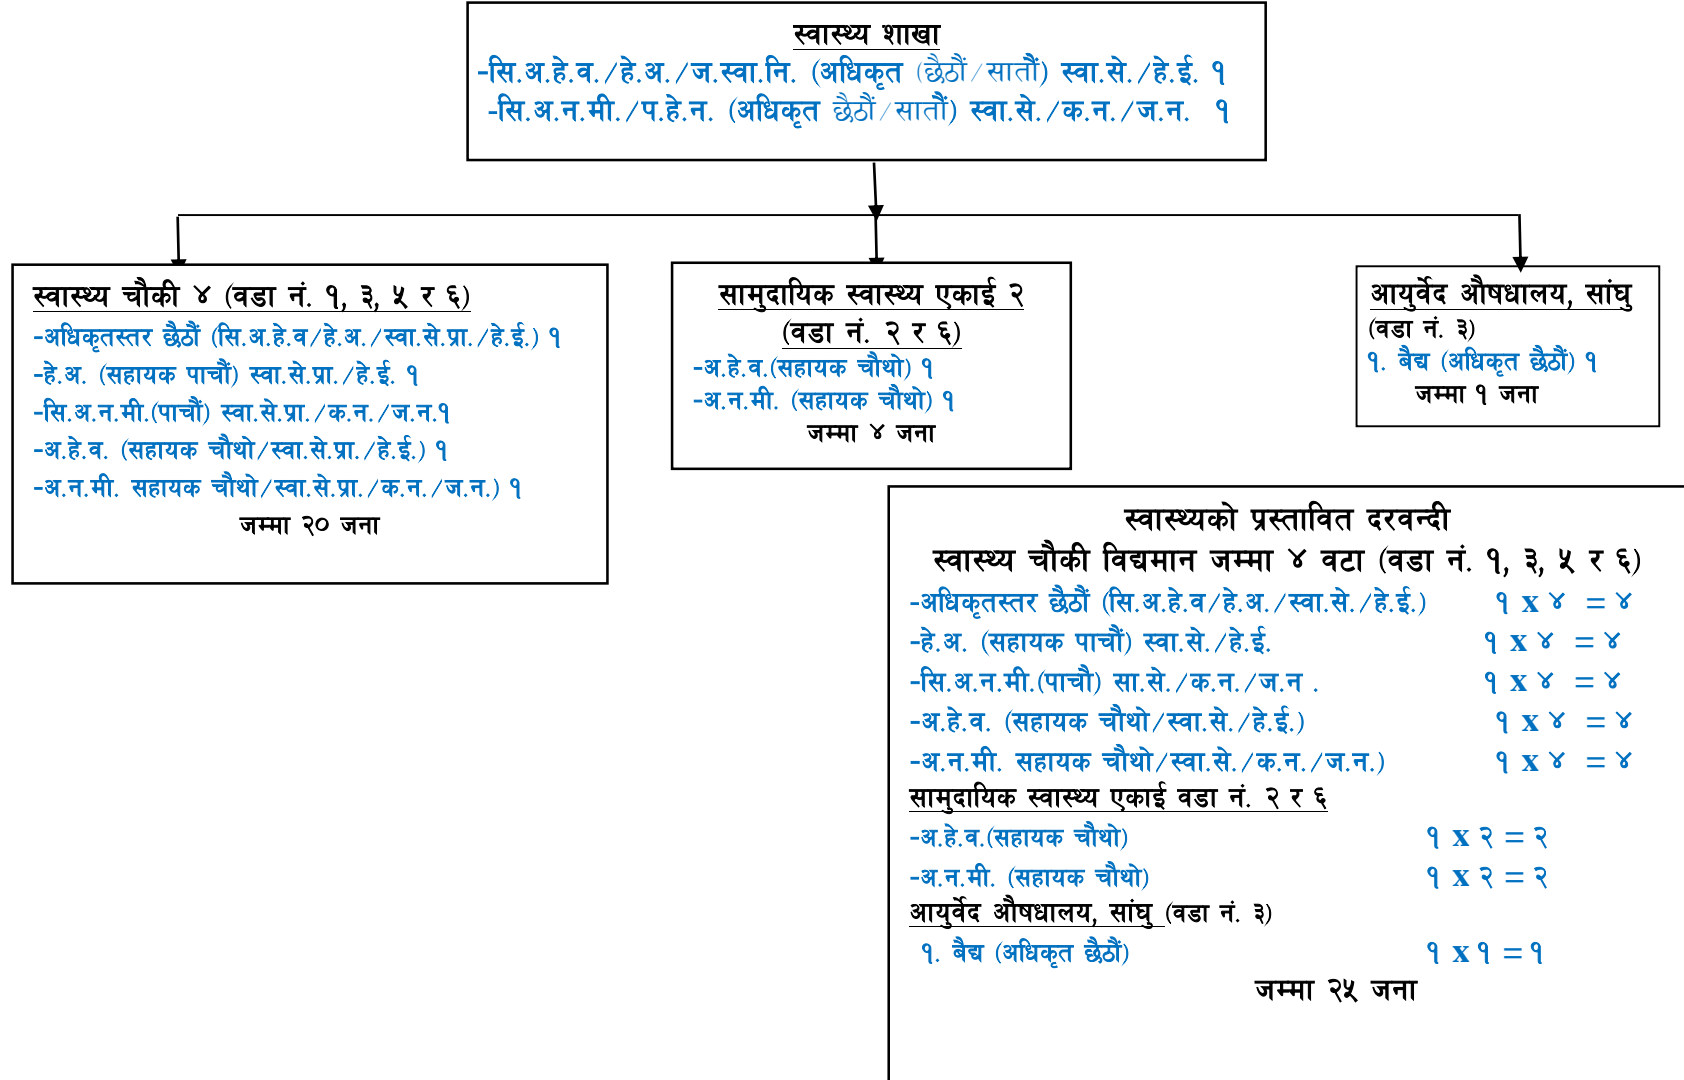 स्वास्थ्य शाखा
-सि.अ.हे.व./हे.अ./ज.स्वा.नि. (अधिकृत (छैठौं/सातौं) स्वा.से./हे.ई. १
-सि.अ.न.मी./प.हे.न. (अधिकृत छैठौं/सातौं) स्वा.से./क.न./ज.न. १
स्वास्थ्य चौकी ४ (वडा नं. १, ३, ५ र ६)
-अधिकृतस्तर छैठौं (सि.अ.हे.व/हे.अ./स्वा.से.प्रा./हे.ई.) १
-हे.अ. (सहायक पाचौं) स्वा.से.प्रा./हे.ई. १
-सि.अ.न.मी.(पाचौं) स्वा.से.प्रा./क.न./ज.न.१
-अ.हे.व. (सहायक चौथो/स्वा.से.प्रा./हे.ई.) १
-अ.न.मी. सहायक चौथो/स्वा.से.प्रा./क.न./ज.न.) १
जम्मा २० जना
सामुदायिक स्वास्थ्य एकाई २
(वडा नं. २ र ६)
-अ.हे.व.(सहायक चौथो) १
-अ.न.मी. (सहायक चौथो) १
जम्मा ४ जना
आयुर्वेद औषधालय, सांघु
(वडा नं. ३)
१. बैद्य (अधिकृत छैठौं) १
जम्मा १ जना
स्वास्थ्यको प्रस्तावित दरवन्दी
स्वास्थ्य चौकी विद्यमान जम्मा ४ वटा (वडा नं. १, ३, ५ र ६)
-अधिकृतस्तर छैठौं (सि.अ.हे.व/हे.अ./स्वा.से./हे.ई.) १ x ४ = ४
-हे.अ. (सहायक पाचौं) स्वा.से./हे.ई. १ x ४ = ४
-सि.अ.न.मी.(पाचौ) सा.से./क.न./ज.न . १ x ४ = ४
-अ.हे.व. (सहायक चौथो/स्वा.से./हे.ई.) १ x ४ = ४
-अ.न.मी. सहायक चौथो/स्वा.से./क.न./ज.न.) १ x ४ = ४
सामुदायिक स्वास्थ्य एकाई वडा नं. २ र ६
-अ.हे.व.(सहायक चौथो) १ x २ = २
-अ.न.मी. (सहायक चौथो) १ x २ = २
आयुर्वेद औषधालय, सांघु (वडा नं. ३)
१. बैद्य (अधिकृत छैठौं) १ x १ = १
जम्मा २५ जना